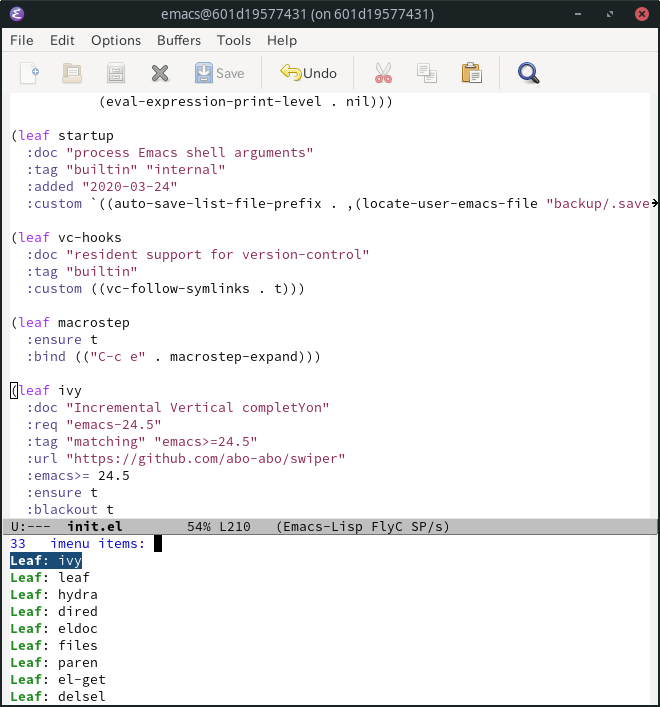 emacs@601d19577431 (on 601d19577431)
File Edit Options Buffers Tools Help
Save Undo
(eval-expression-print-level . nil)))
(leaf startup
:doc "process Emacs shell arguments"
:tag "builtin" "internal"
:added "2020-03-24"
:custom `((auto-save-list-file-prefix . ,(locate-user-emacs-file "backup/.save
(leaf vc-hooks
:doc "resident support for version-control"
:tag "builtin"
:custom ((vc-follow-symlinks . t)))
(leaf macrostep
:ensure t
:bind (("C-c e" . macrostep-expand)))
(leaf ivy
:doc "Incremental Vertical completYon"
:req "emacs-24.5"
:tag "matching" "emacs>=24.5"
:url "https://github.com/abo-abo/swiper"
:emacs>= 24.5
:ensure t
:blackout t
U:--- init.el 54% L210 (Emacs-Lisp FlyC SP/s)
33 imenu items:
Leaf: ivy
Leaf: leaf
Leaf: hydra
Leaf: dired
Leaf: eldoc
Leaf: files
Leaf: paren
Leaf: el-get
Leaf: delsel